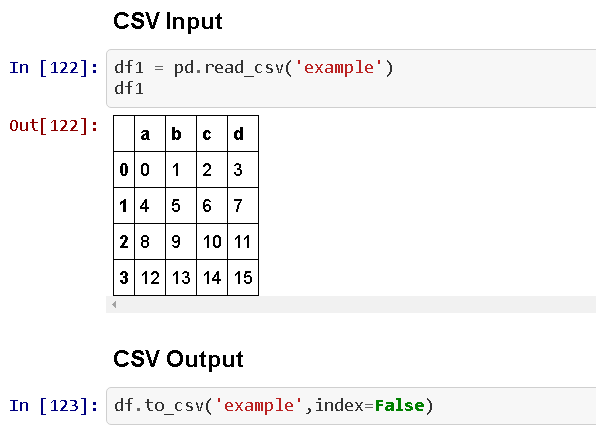 CSV Input
In [122]: df1 = pd.read_csv('example')
df1
Out[122]:
a b c d
0 0 1 2 3
1 4 5 6 7
2 8 9 10 11
3 12 13 14 15
CSV Output
In [123]: df.to_csv('example',index=False)